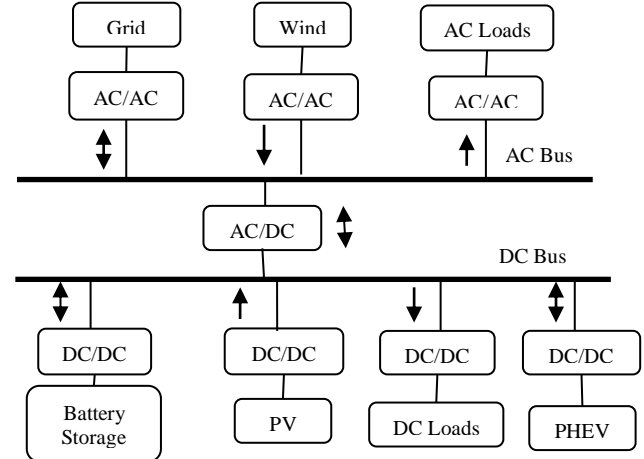 Grid
Wind
AC Loads
AC/AC
AC/AC
AC/AC
AC Bus
AC/DC
DC Bus
DC/DC
DC/DC
DC/DC
DC/DC
Battery
Storage
PV
DC Loads
PHEV